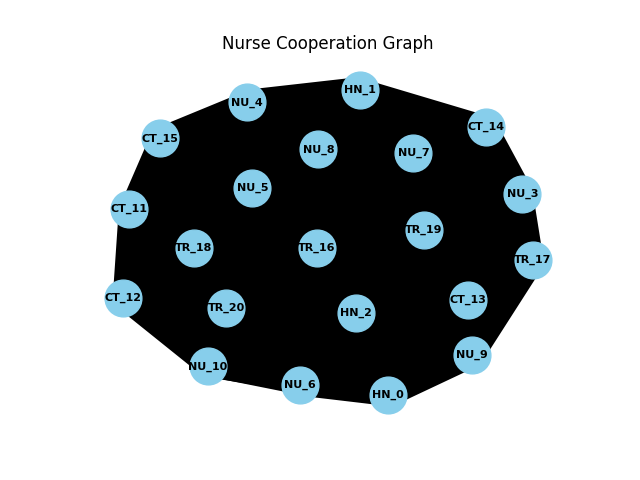 Nurse Cooperation Graph
HN_1
NU_4
CT_14
CT_15
NU_8
NU_7
NU_5
NU_3
CT_11
TR_19
TR_18
TR_16
TR_17
CT_12
CT_13
TR_20
HN_2
NU_9
NU_10
NU_6
HN_0